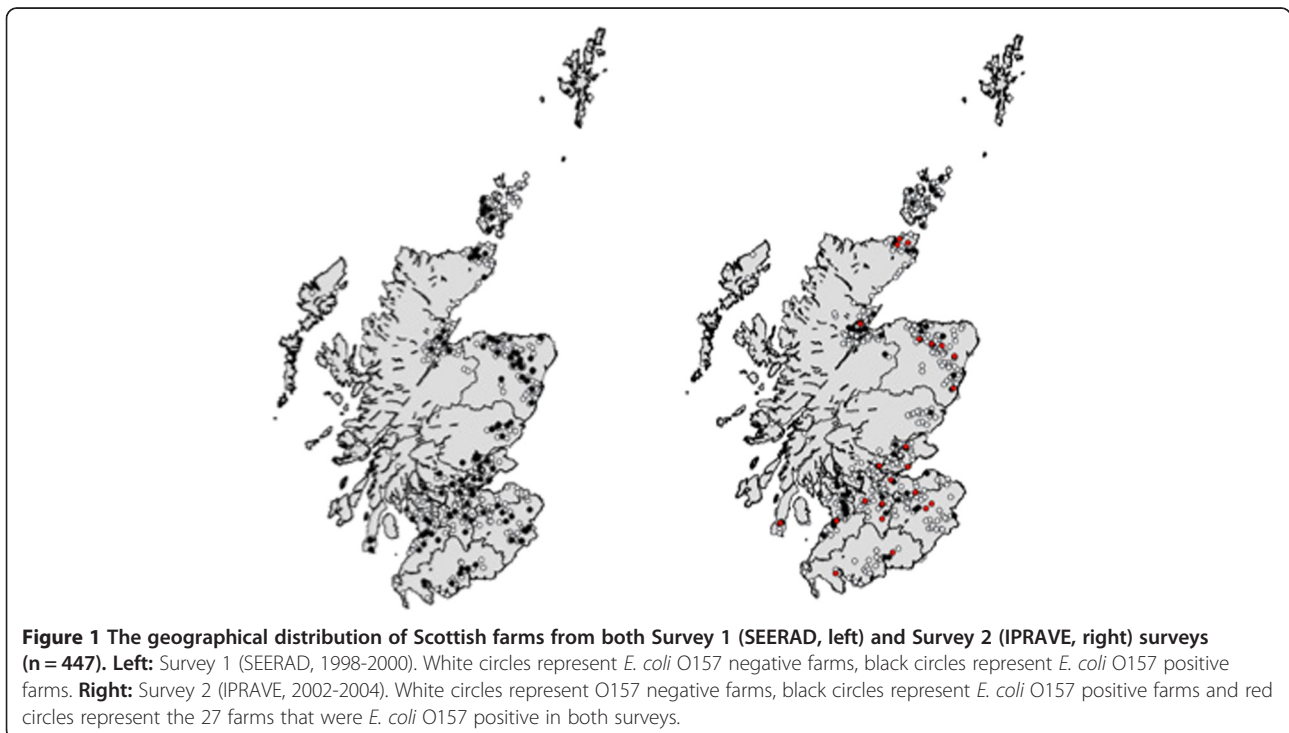 Figure 1 The geographical distribution of Scottish farms from both Survey 1 (SEERAD, left) and Survey 2 (IPRAVE, right) surveys
(n = 447). Left: Survey 1 (SEERAD, 1998-2000). White circles represent E. coli O157 negative farms, black circles represent E. coli O157 positive
farms. Right: Survey 2 (IPRAVE, 2002-2004). White circles represent O157 negative farms, black circles represent E. coli O157 positive farms and red
circles represent the 27 farms that were E. coli O157 positive in both surveys.